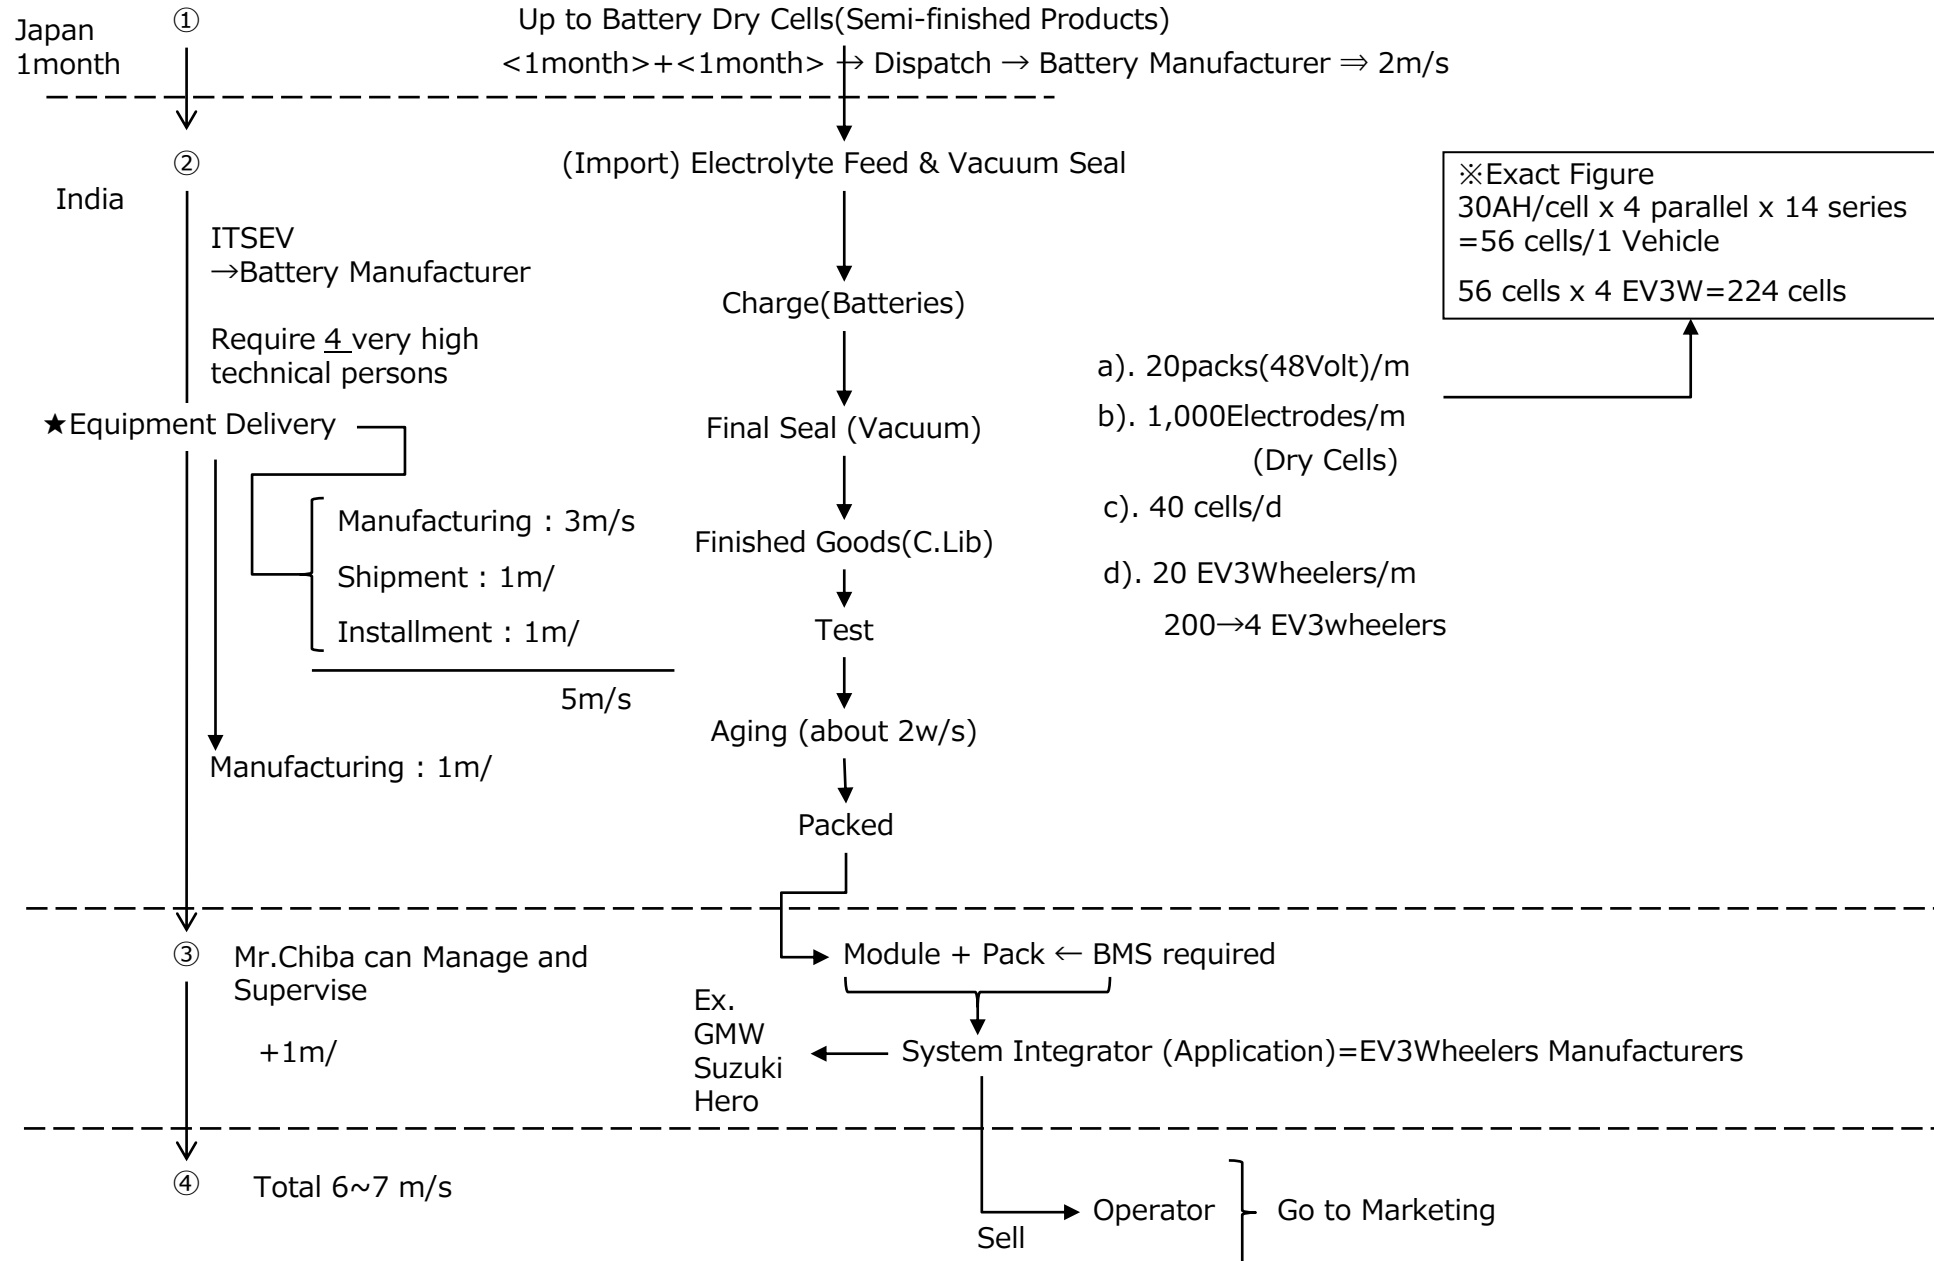 Japan
1month
①
Up to Battery Dry Cells(Semi-finished Products)
<1month>+<1month> → Dispatch → Battery Manufacturer ⇒ 2m/s
②
India
(Import) Electrolyte Feed & Vacuum Seal
※Exact Figure
30AH/cell x 4 parallel x 14 series
=56 cells/1 Vehicle
56 cells x 4 EV3W=224 cells
ITSEV
→Battery Manufacturer
Require 4 very high
technical persons
★Equipment Delivery
Manufacturing : 3m/s
Shipment : 1m/
Installment : 1m/
5m/s
Manufacturing : 1m/
Charge(Batteries)
Final Seal (Vacuum)
Finished Goods(C.Lib)
Test
Aging (about 2w/s)
Packed
a). 20packs(48Volt)/m
b). 1,000Electrodes/m
(Dry Cells)
c). 40 cells/d
d). 20 EV3Wheelers/m
200→4 EV3wheelers
③
Mr.Chiba can Manage and
Supervise
+1m/
Module + Pack ← BMS required
Ex.
GMW
Suzuki
Hero
System Integrator (Application)=EV3Wheelers Manufacturers
④
Total 6~7 m/s
Sell
Operator
Go to Marketing